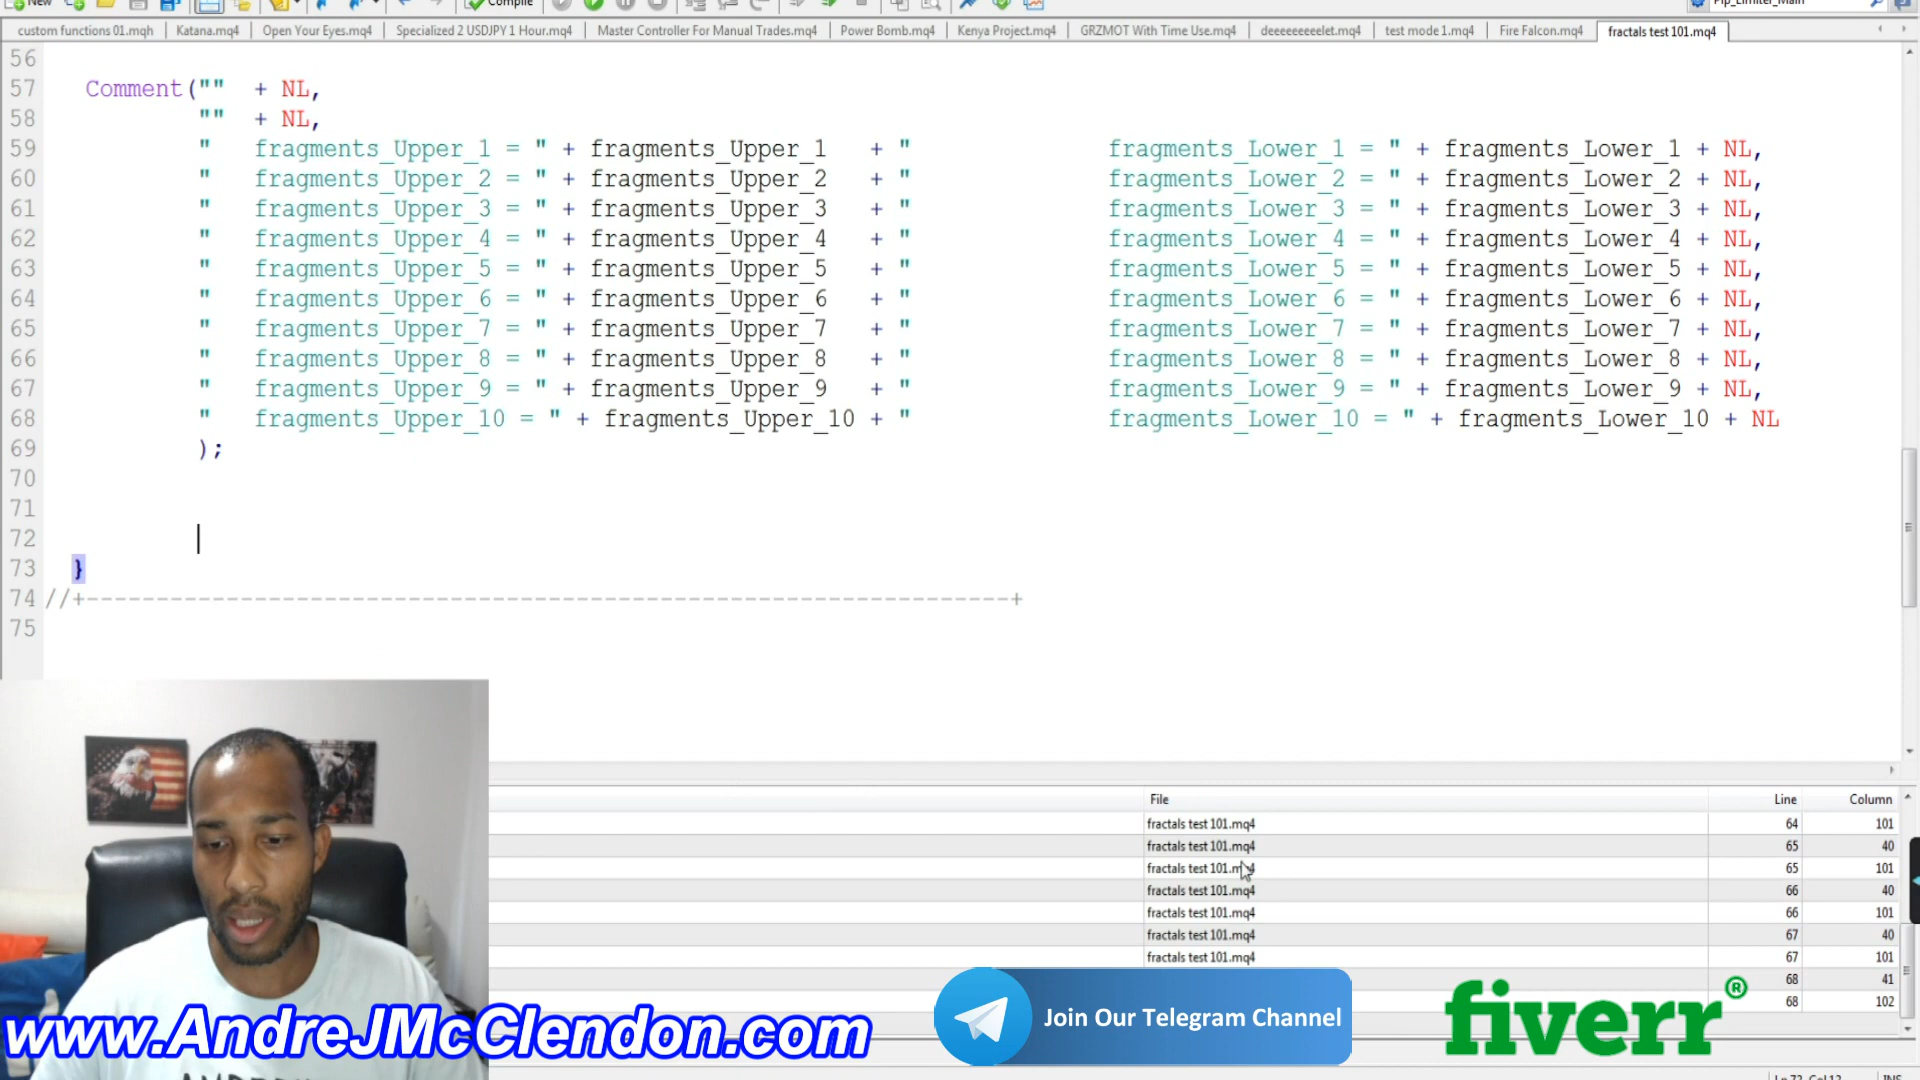 New Compile Pip_Limiter_Main
custom functions 01.mqh Katana.mq4 Open Your Eyes.mq4 Specialized 2 USDJPY 1 Hour.mq4 Master Controller For Manual Trades.mq4 Power Bomb.mq4 Kenya Project.mq4 GRZMOT With Time Use.mq4 deeeeeeeeelet.mq4 test mode 1.mq4 Fire Falcon.mq4 fractals test 101.mq4
56
57 Comment("" + NL,
58 "" + NL,
59 " fragments_Upper_1 = " + fragments_Upper_1 + " fragments_Lower_1 = " + fragments_Lower_1 + NL,
60 " fragments_Upper_2 = " + fragments_Upper_2 + " fragments_Lower_2 = " + fragments_Lower_2 + NL,
61 " fragments_Upper_3 = " + fragments_Upper_3 + " fragments_Lower_3 = " + fragments_Lower_3 + NL,
62 " fragments_Upper_4 = " + fragments_Upper_4 + " fragments_Lower_4 = " + fragments_Lower_4 + NL,
63 " fragments_Upper_5 = " + fragments_Upper_5 + " fragments_Lower_5 = " + fragments_Lower_5 + NL,
64 " fragments_Upper_6 = " + fragments_Upper_6 + " fragments_Lower_6 = " + fragments_Lower_6 + NL,
65 " fragments_Upper_7 = " + fragments_Upper_7 + " fragments_Lower_7 = " + fragments_Lower_7 + NL,
66 " fragments_Upper_8 = " + fragments_Upper_8 + " fragments_Lower_8 = " + fragments_Lower_8 + NL,
67 " fragments_Upper_9 = " + fragments_Upper_9 + " fragments_Lower_9 = " + fragments_Lower_9 + NL,
68 " fragments_Upper_10 = " + fragments_Upper_10 + " fragments_Lower_10 = " + fragments_Lower_10 + NL
69 );
70
71
72
73 }
74 //+------------------------------------------------------------------+
75
File Line Column
fractals test 101.mq4 64 101
fractals test 101.mq4 65 40
fractals test 101.mq4 65 101
fractals test 101.mq4 66 40
fractals test 101.mq4 66 101
fractals test 101.mq4 67 40
fractals test 101.mq4 67 101
68 41
68 102
www.AndreJMcClendon.com
Join Our Telegram Channel
fiverr®